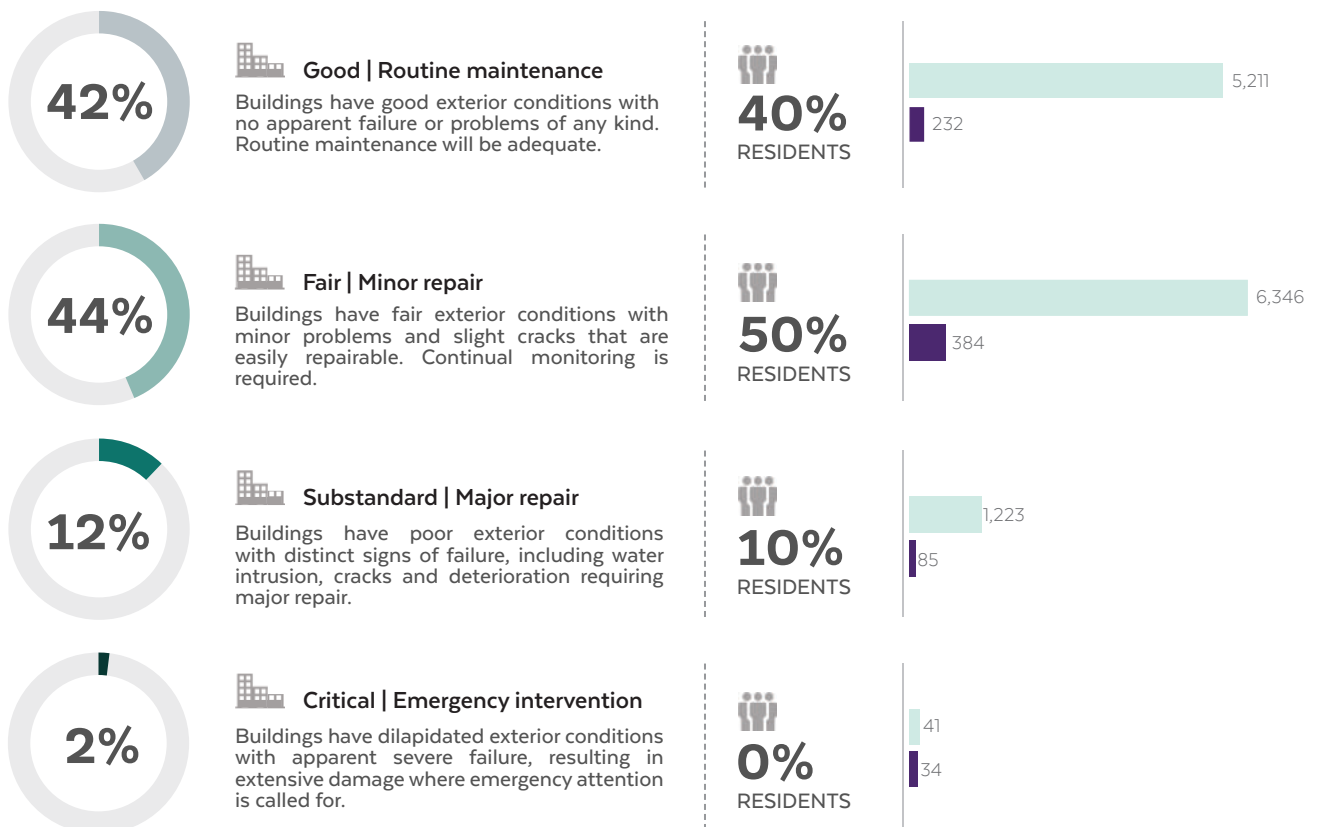 42%
Good | Routine maintenance
Buildings have good exterior conditions with
no apparent failure or problems of any kind.
Routine maintenance will be adequate.
40%
RESIDENTS
5,211
232
44%
Fair | Minor repair
Buildings have fair exterior conditions with
minor problems and slight cracks that are
easily repairable. Continual monitoring is
required.
50%
RESIDENTS
6,346
384
12%
Substandard | Major repair
Buildings have poor exterior conditions
with distinct signs of failure, including water
intrusion, cracks and deterioration requiring
major repair.
10%
RESIDENTS
1,223
85
2%
Critical | Emergency intervention
Buildings have dilapidated exterior conditions
with apparent severe failure, resulting in
extensive damage where emergency attention
is called for.
0%
RESIDENTS
41
34